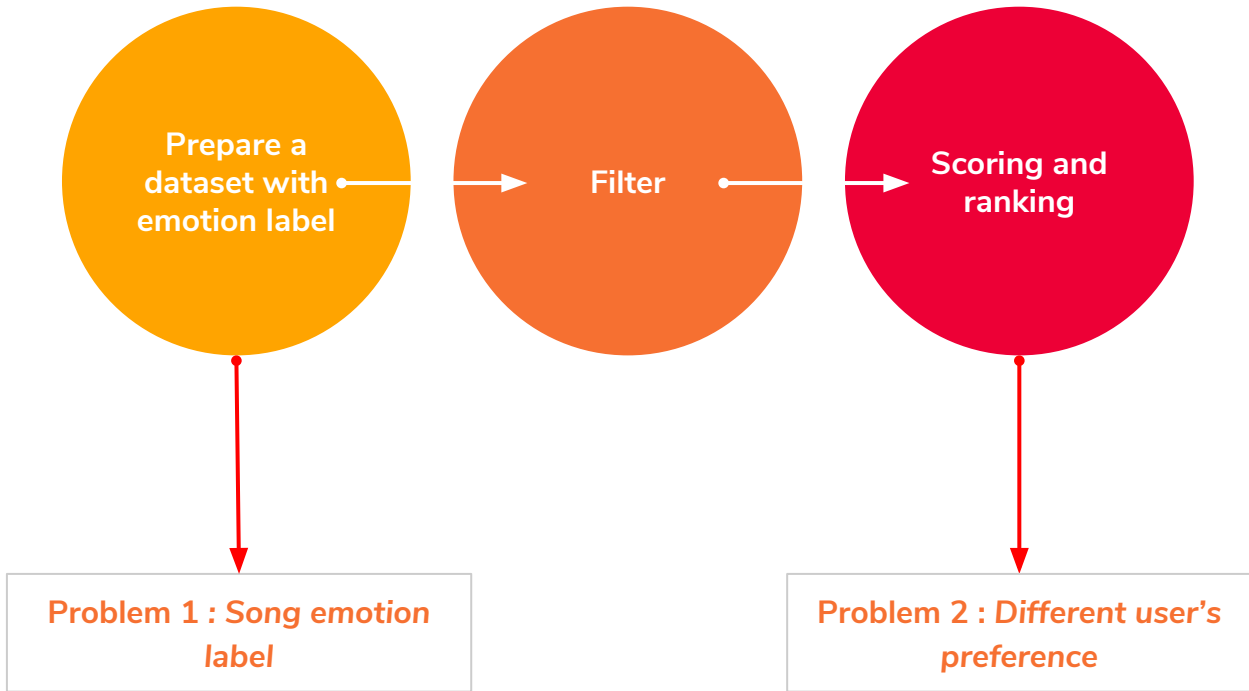 Prepare a
dataset with
emotion label
Filter
Scoring and
ranking
Problem 1 : Song emotion
label
Problem 2 : Different user’s
preference